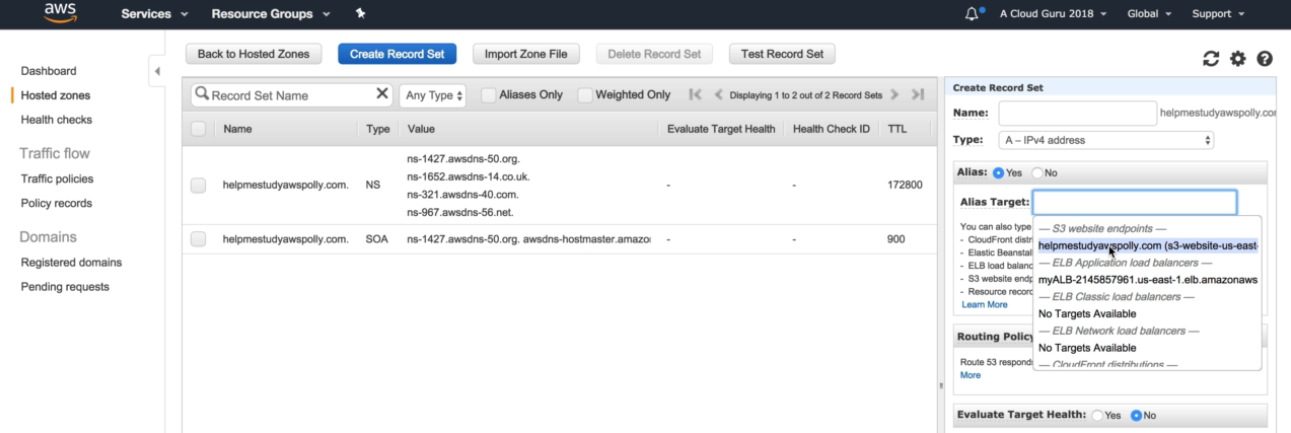 aws Services Resource Groups A Cloud Guru 2018 Global Support
Back to Hosted Zones Create Record Set Import Zone File Delete Record Set Test Record Set
Dashboard
Hosted zones
Health checks
Traffic flow
Traffic policies
Policy records
Domains
Registered domains
Pending requests
Record Set Name Any Type Aliases Only Weighted Only Displaying 1 to 2 out of 2 Record Sets
Name Type Value Evaluate Target Health Health Check ID TTL
helpmestudyawspolly.com. NS ns-1427.awsdns-50.org. - - 172800
ns-1652.awsdns-14.co.uk.
ns-321.awsdns-40.com.
ns-967.awsdns-56.net.
helpmestudyawspolly.com. SOA ns-1427.awsdns-50.org. awsdns-hostmaster.amazo - - 900
Create Record Set
Name: helpmestudyawspolly.co
Type: A – IPv4 address
Alias: Yes No
Alias Target:
You can also type
- CloudFront distr
- Elastic Beanstal
- ELB load balanc
- S3 website endp
- Resource record
Learn More
— S3 website endpoints —
helpmestudyawspolly.com (s3-website-us-east-
— ELB Application load balancers —
myALB-2145857961.us-east-1.elb.amazonaws
— ELB Classic load balancers —
No Targets Available
— ELB Network load balancers —
No Targets Available
— CloudFront distributions —
Routing Policy
Route 53 responds
More
Evaluate Target Health: Yes No